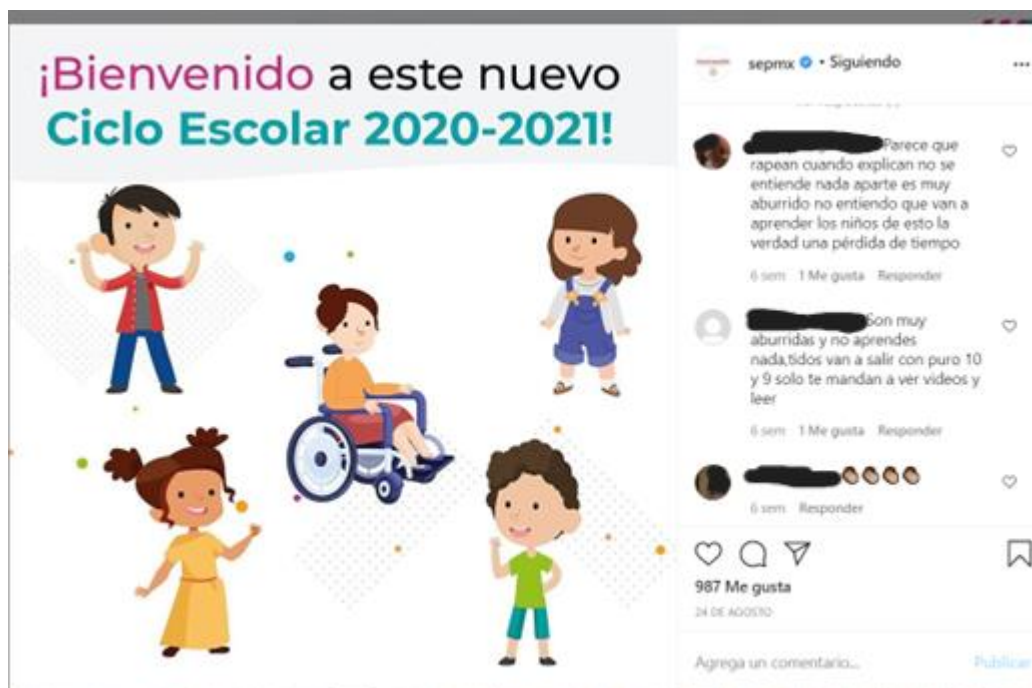 ¡Bienvenido a este nuevo
Ciclo Escolar 2020-2021!
sepmx • Siguiendo
Parece que
rapean cuando explican no se
entiende nada aparte es muy
aburrido no entiendo que van a
aprender los niños de esto la
verdad una pérdida de tiempo
6 sem 1 Me gusta Responder
Son muy
aburridas y no aprendes
nada,tidos van a salir con puro 10
y 9 solo te mandan a ver videos y
leer
6 sem 1 Me gusta Responder
6 sem Responder
987 Me gusta
24 DE AGOSTO
Agrega un comentario... Publicar